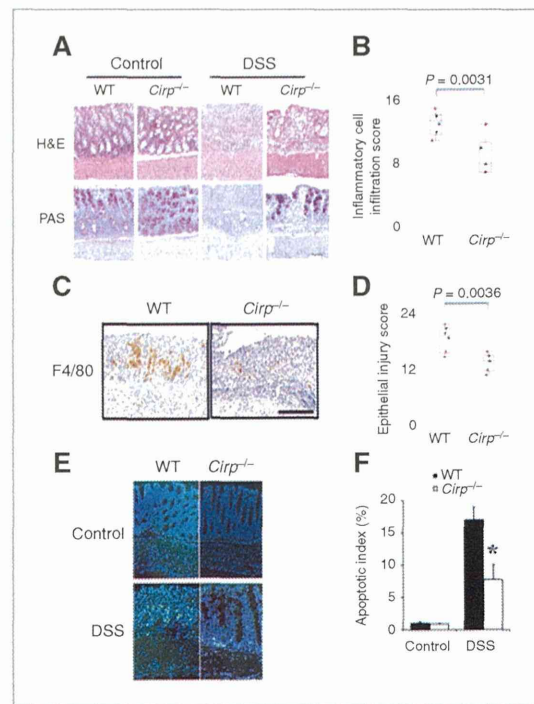 A
Control DSS
WT Cirp–/– WT Cirp–/–
H&E
PAS
B
P = 0.0031
16
8
0
Inflammatory cell
infiltration score
WT Cirp–/–
C
WT Cirp–/–
F4/80
D
P = 0.0036
24
12
0
Epithelial injury score
WT Cirp–/–
E
WT Cirp–/–
Control
DSS
F
WT
Cirp–/–
20
15
10
5
0
Apoptotic index (%)
*
Control DSS